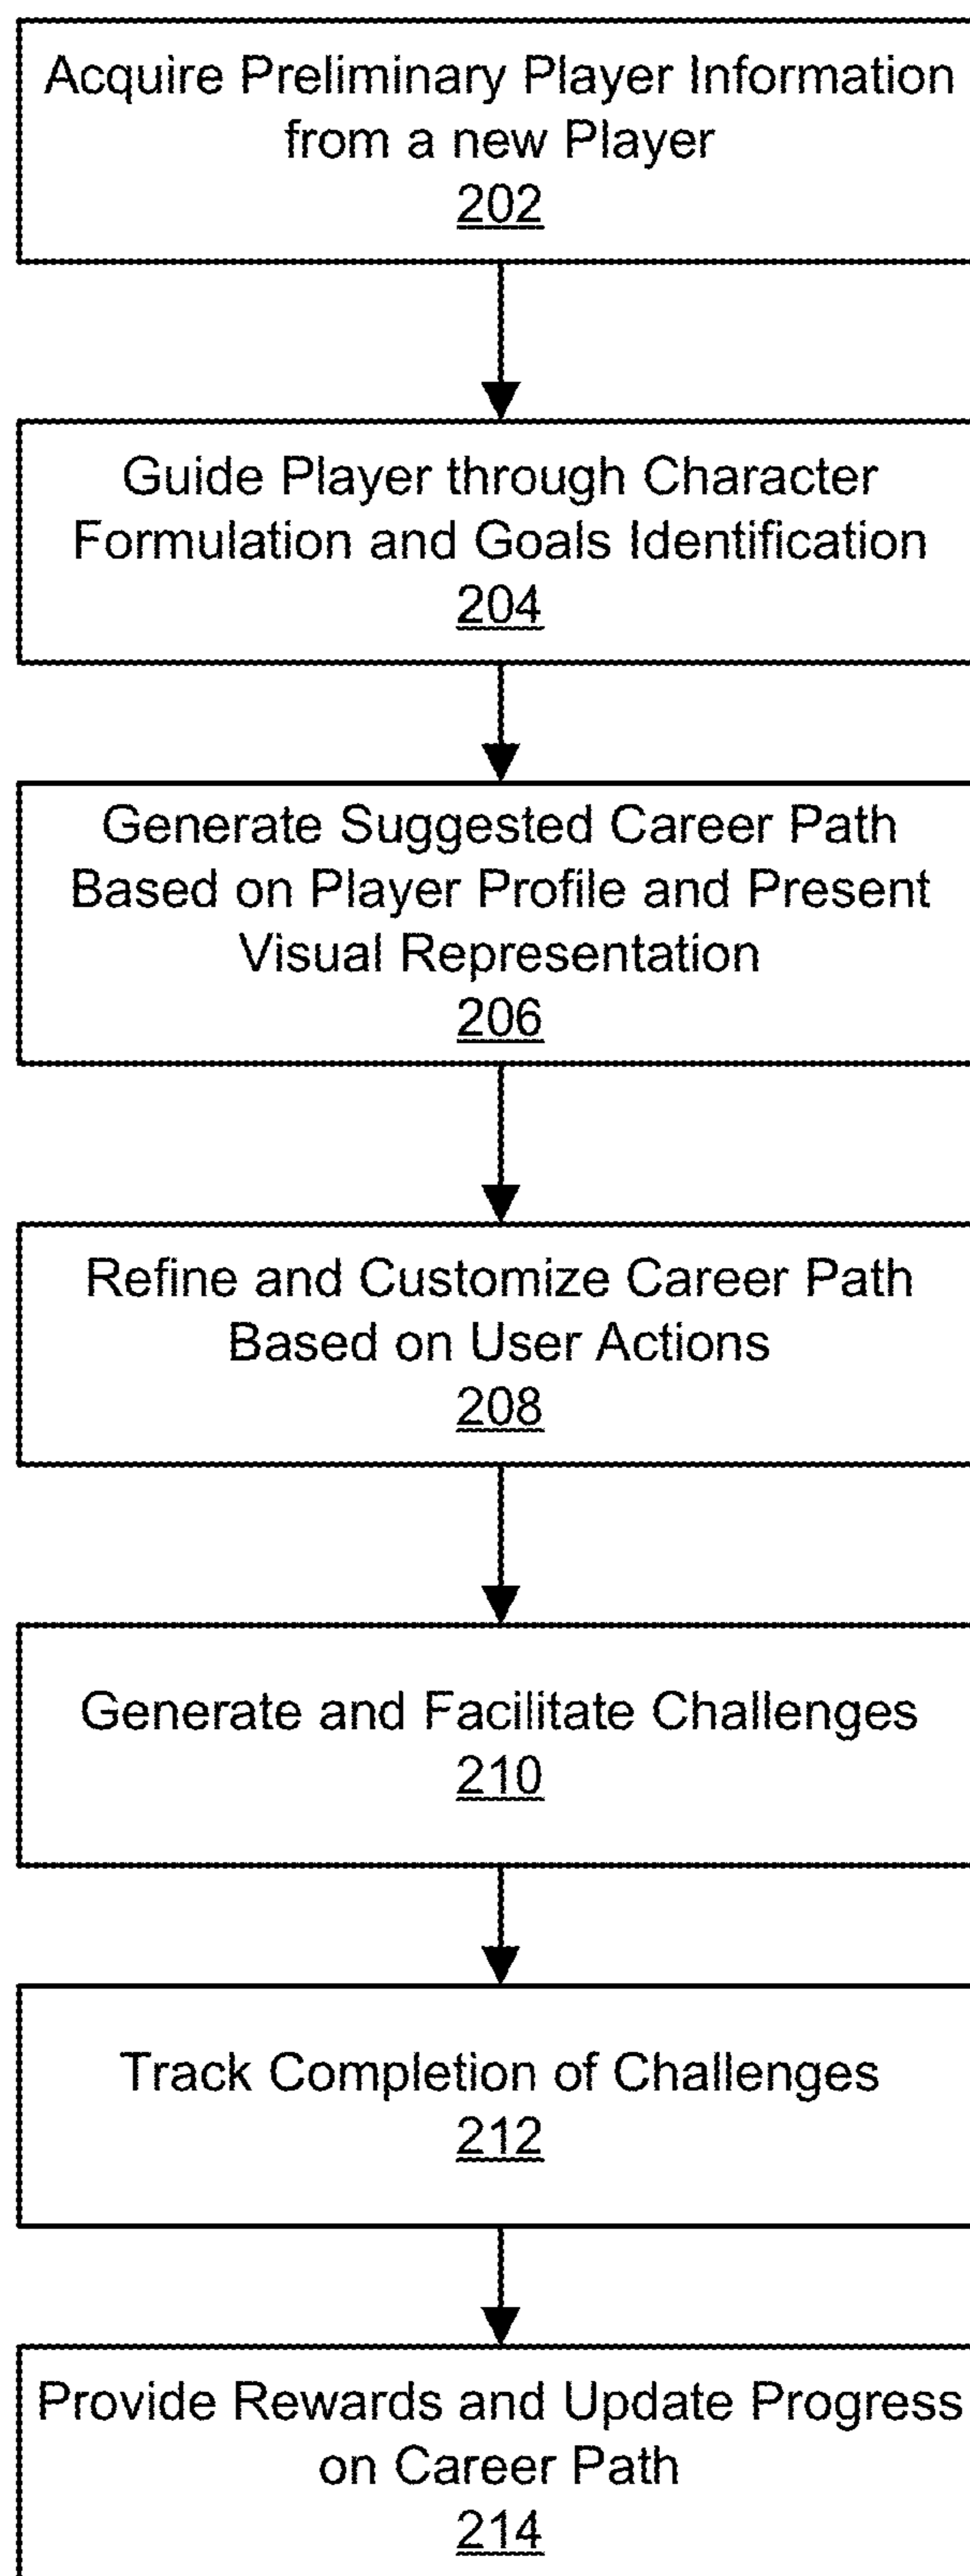 Acquire Preliminary Player Information
from a new Player
202
Guide Player through Character
Formulation and Goals Identification
204
Generate Suggested Career Path
Based on Player Profile and Present
Visual Representation
206
Refine and Customize Career Path
Based on User Actions
208
Generate and Facilitate Challenges
210
Track Completion of Challenges
212
Provide Rewards and Update Progress
on Career Path
214